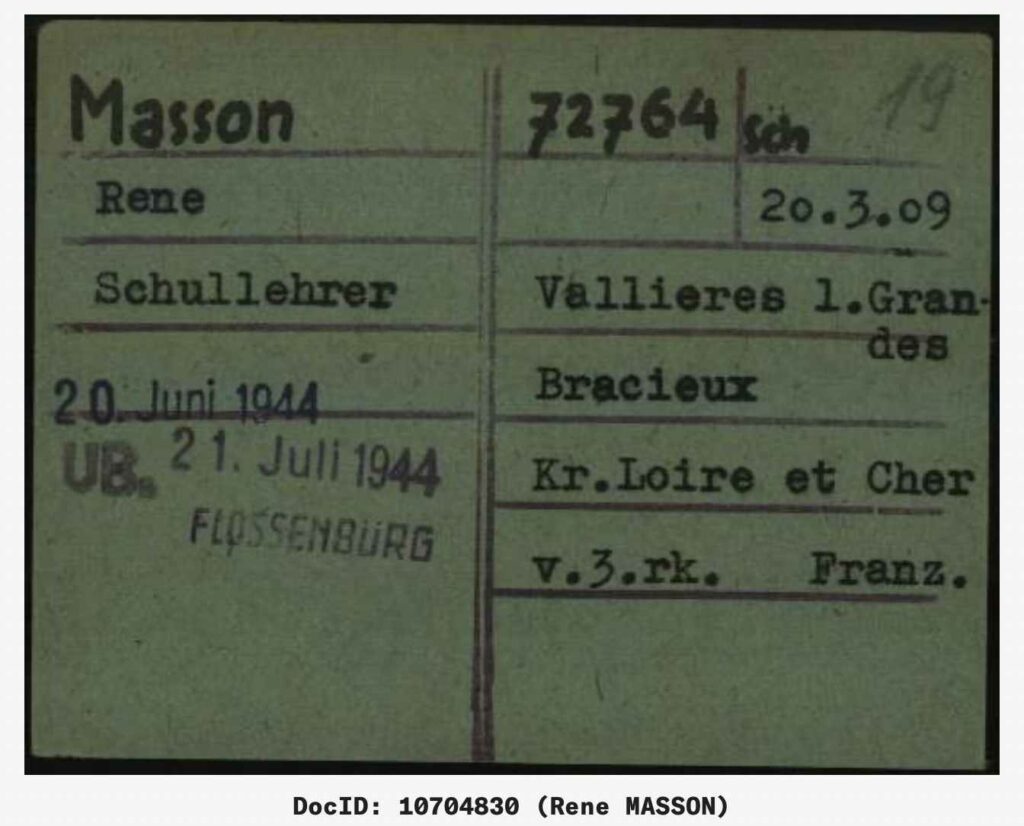 Masson
72764 Sch 19
Rene
20.3.09
Schullehrer
Vallieres l.Gran-
des
20. Juni 1944
Bracieux
UB. 21. Juli 1944
FLOSSENBÜRG
Kr.Loire et Cher
v.3.rk. Franz.
DocID: 10704830 (Rene MASSON)